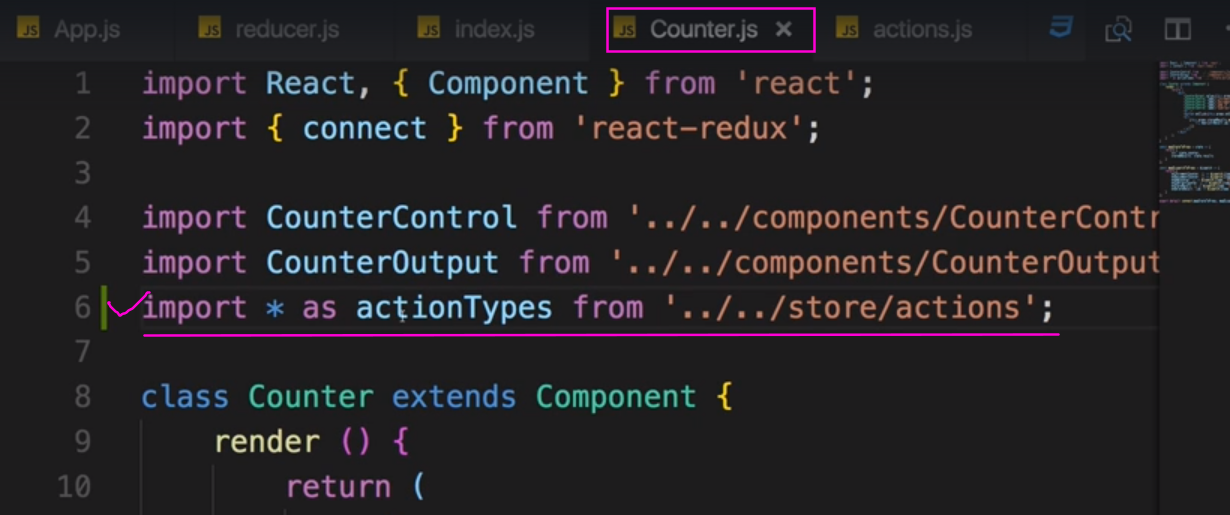 JS App.js JS reducer.js JS index.js JS Counter.js × JS actions.js
1 import React, { Component } from 'react';
2 import { connect } from 'react-redux';
3
4 import CounterControl from '../../components/CounterContr
5 import CounterOutput from '../../components/CounterOutput
6 import * as actionTypes from '../../store/actions';
7
8 class Counter extends Component {
9 render () {
10 return (